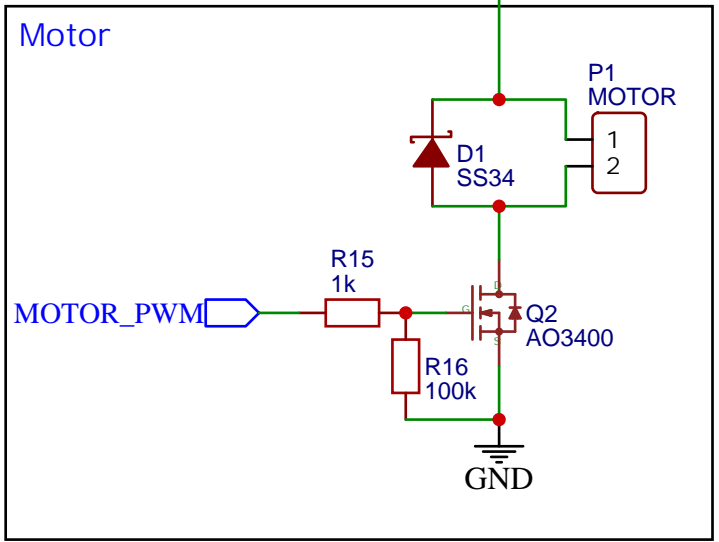 Motor
P1
MOTOR
1
2
D1
SS34
R15
1k
MOTOR_PWM
D
G
S
Q2
AO3400
R16
100k
GND